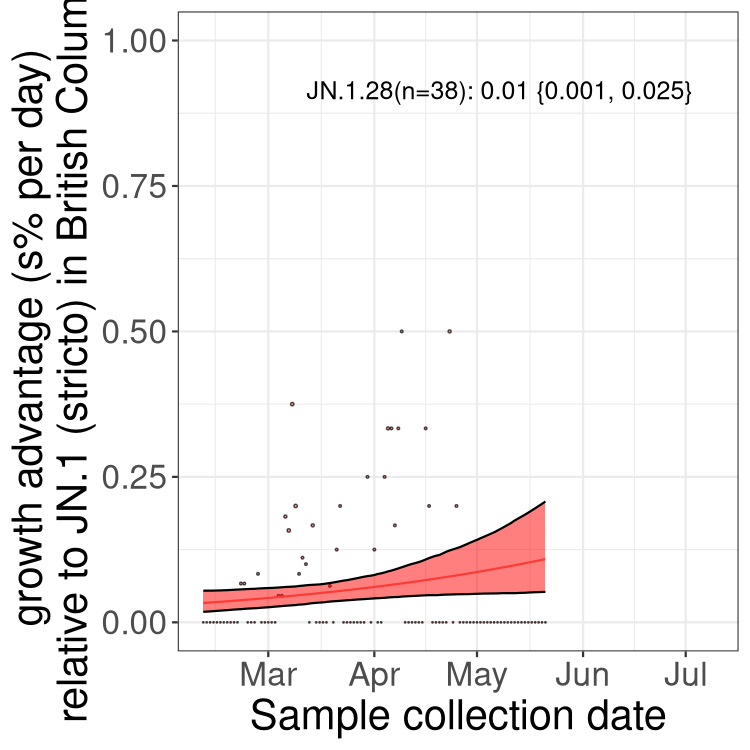 growth advantage (s% per day)
relative to JN.1 (stricto) in British Colum
1.00
0.75
0.50
0.25
0.00
JN.1.28(n=38): 0.01 {0.001, 0.025}
Mar Apr May Jun Jul
Sample collection date